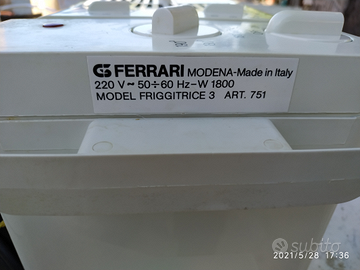 GS FERRARI MODENA-Made in Italy
220 V ~ 50÷60 Hz-W 1800
MODEL FRIGGITRICE 3 ART. 751
subito
2021/5/28 17:36